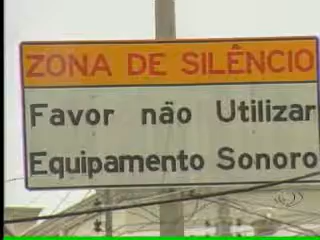 ZONA DE SILÊNCIO
Favor não Utilizar
Equipamento Sonoro